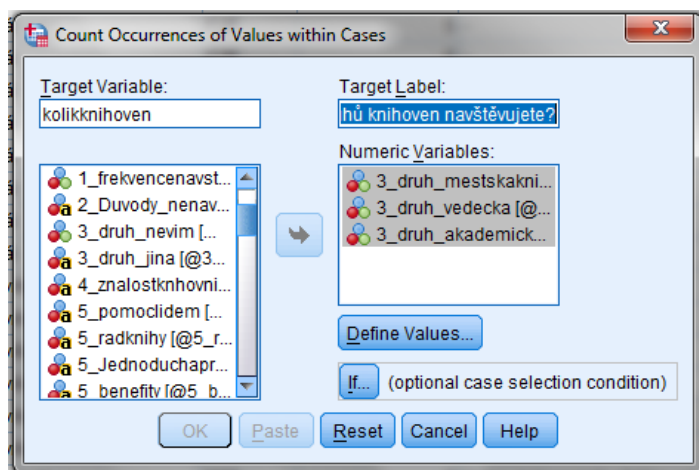 Count Occurrences of Values within Cases
Target Variable:
kolikknihoven
Target Label:
hů knihoven navštěvujete?
1_frekvencenavst...
2_Duvody_nenav...
3_druh_nevim [...
3_druh_jina [@3...
4_znalostknhovni...
5_pomoclidem [...
5_radknihy [@5_r...
5_Jednoduchapr...
5_benefity [@5_b...
Numeric Variables:
3_druh_mestskakni...
3_druh_vedecka [@...
3_druh_akademick...
Define Values...
If... (optional case selection condition)
OK Paste Reset Cancel Help